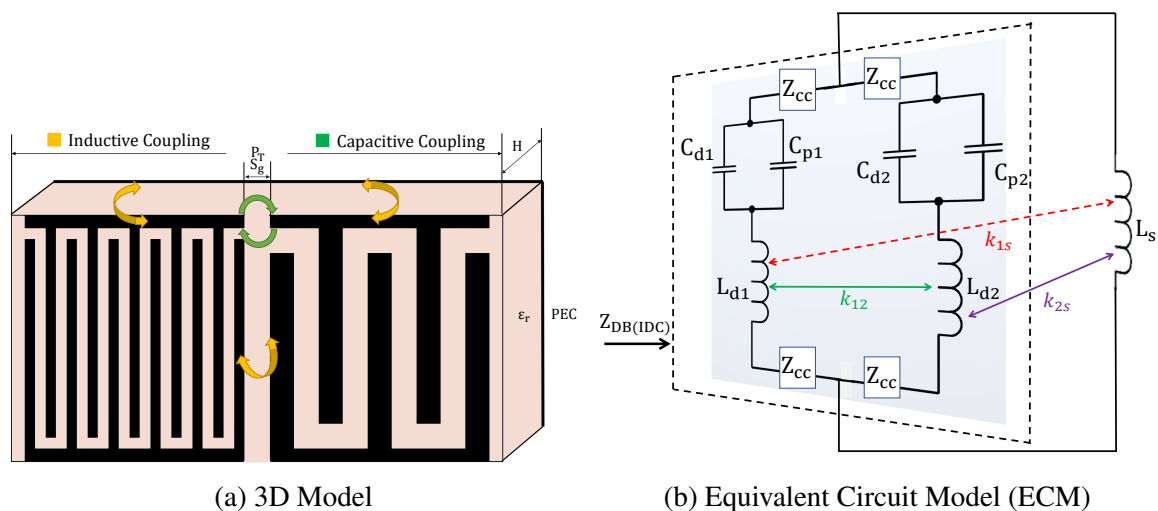 Inductive Coupling
P_T
S_g
Capacitive Coupling
H
ε_r
PEC
(a) 3D Model
Z_cc
Z_cc
C_d1
C_p1
C_d2
C_p2
k_1s
L_s
L_d1
k_12
L_d2
k_2s
Z_DB(IDC)
Z_cc
Z_cc
(b) Equivalent Circuit Model (ECM)